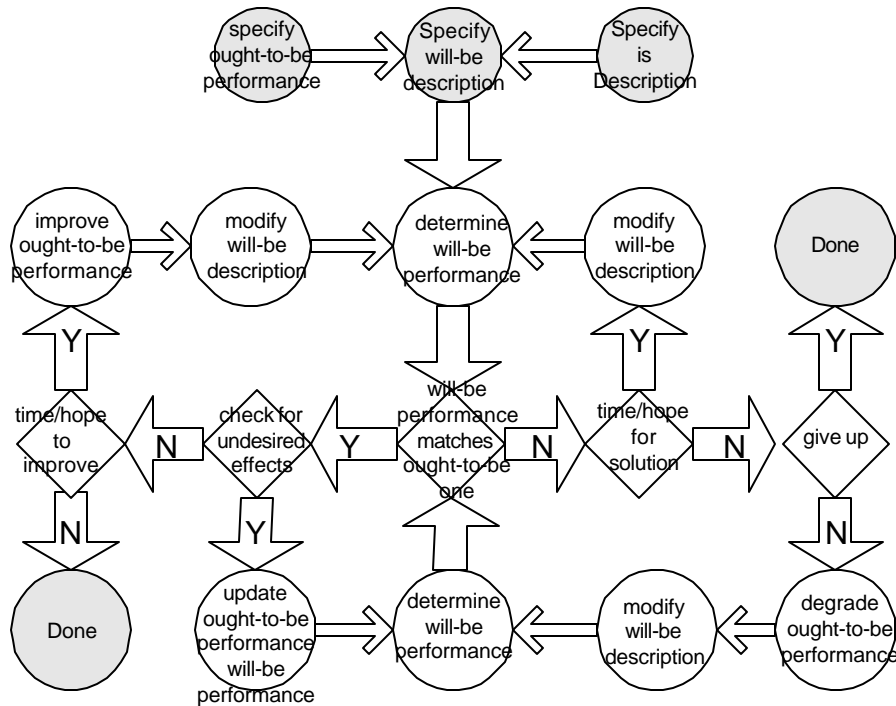 specify
ought-to-be
performance
Specify
will-be
description
Specify
is
Description
improve
ought-to-be
performance
modify
will-be
description
determine
will-be
performance
modify
will-be
description
Done
Y
Y
Y
time/hope
to
improve
N
check for
undesired
effects
Y
will-be
performance
matches
ought-to-be
one
N
time/hope
for
solution
N
give up
N
Y
N
Done
update
ought-to-be
performance
will-be
performance
determine
will-be
performance
modify
will-be
description
degrade
ought-to-be
performance